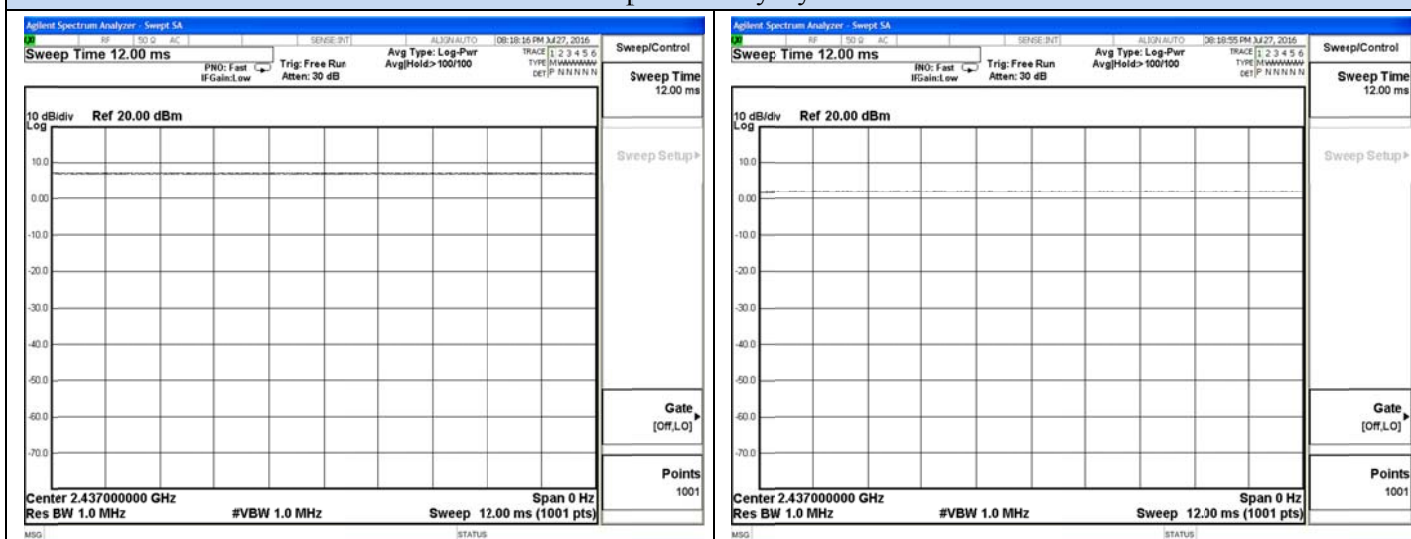 Agilent Spectrum Analyzer - Swept SA
RF 50 Ω AC SENSE:INT ALIGN AUTO 08:18:16 PM Jul 27, 2016
Sweep Time 12.00 ms
PNO: Fast
IFGain:Low
Trig: Free Run
Atten: 30 dB
Avg Type: Log-Pwr
Avg|Hold:>100/100
TRACE 1 2 3 4 5 6
TYPE MWWWWW
DET P N N N N N
10 dB/div Ref 20.00 dBm
Log
10.0
0.00
-10.0
-20.0
-30.0
-40.0
-50.0
-60.0
-70.0
Center 2.437000000 GHz Span 0 Hz
Res BW 1.0 MHz #VBW 1.0 MHz Sweep 12.00 ms (1001 pts)
MSG STATUS
Sweep/Control
Sweep Time
12.00 ms
Sweep Setup
Gate
[Off,LO]
Points
1001
Agilent Spectrum Analyzer - Swept SA
RF 50 Ω AC SENSE:INT ALIGN AUTO 08:18:55 PM Jul 27, 2016
Sweep Time 12.00 ms
PNO: Fast
IFGain:Low
Trig: Free Run
Atten: 30 dB
Avg Type: Log-Pwr
Avg|Hold:>100/100
TRACE 1 2 3 4 5 6
TYPE MWWWWW
DET P N N N N N
10 dB/div Ref 20.00 dBm
Log
10.0
0.00
-10.0
-20.0
-30.0
-40.0
-50.0
-60.0
-70.0
Center 2.437000000 GHz Span 0 Hz
Res BW 1.0 MHz #VBW 1.0 MHz Sweep 12.00 ms (1001 pts)
MSG STATUS
Sweep/Control
Sweep Time
12.00 ms
Sweep Setup
Gate
[Off,LO]
Points
1001